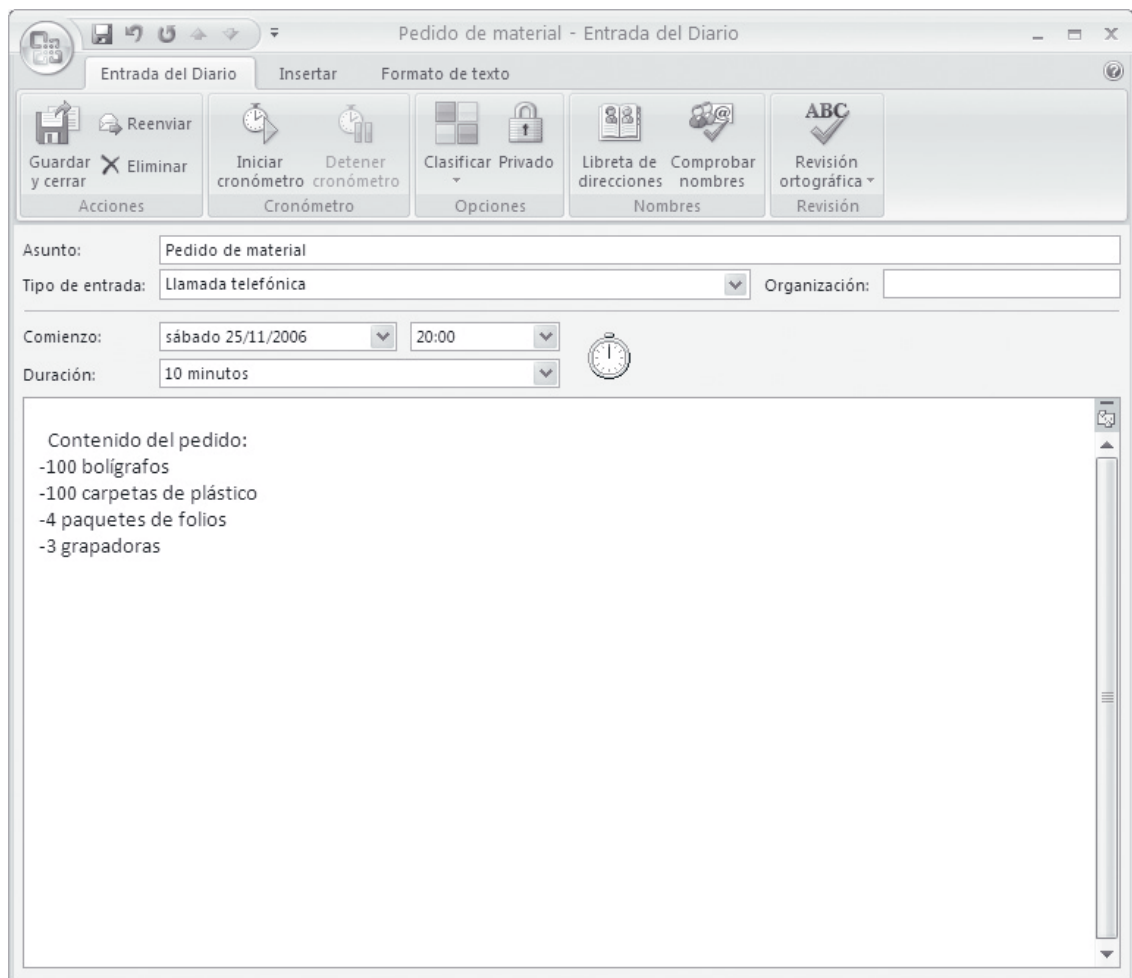 Pedido de material - Entrada del Diario
Entrada del Diario Insertar Formato de texto
Guardar y cerrar
Reenviar
Eliminar
Iniciar cronómetro
Detener cronómetro
Clasificar
Privado
Libreta de direcciones
Comprobar nombres
ABC
Revisión ortográfica
Acciones Cronómetro Opciones Nombres Revisión
Asunto: Pedido de material
Tipo de entrada: Llamada telefónica Organización:
Comienzo: sábado 25/11/2006 20:00
Duración: 10 minutos
Contenido del pedido:
-100 bolígrafos
-100 carpetas de plástico
-4 paquetes de folios
-3 grapadoras